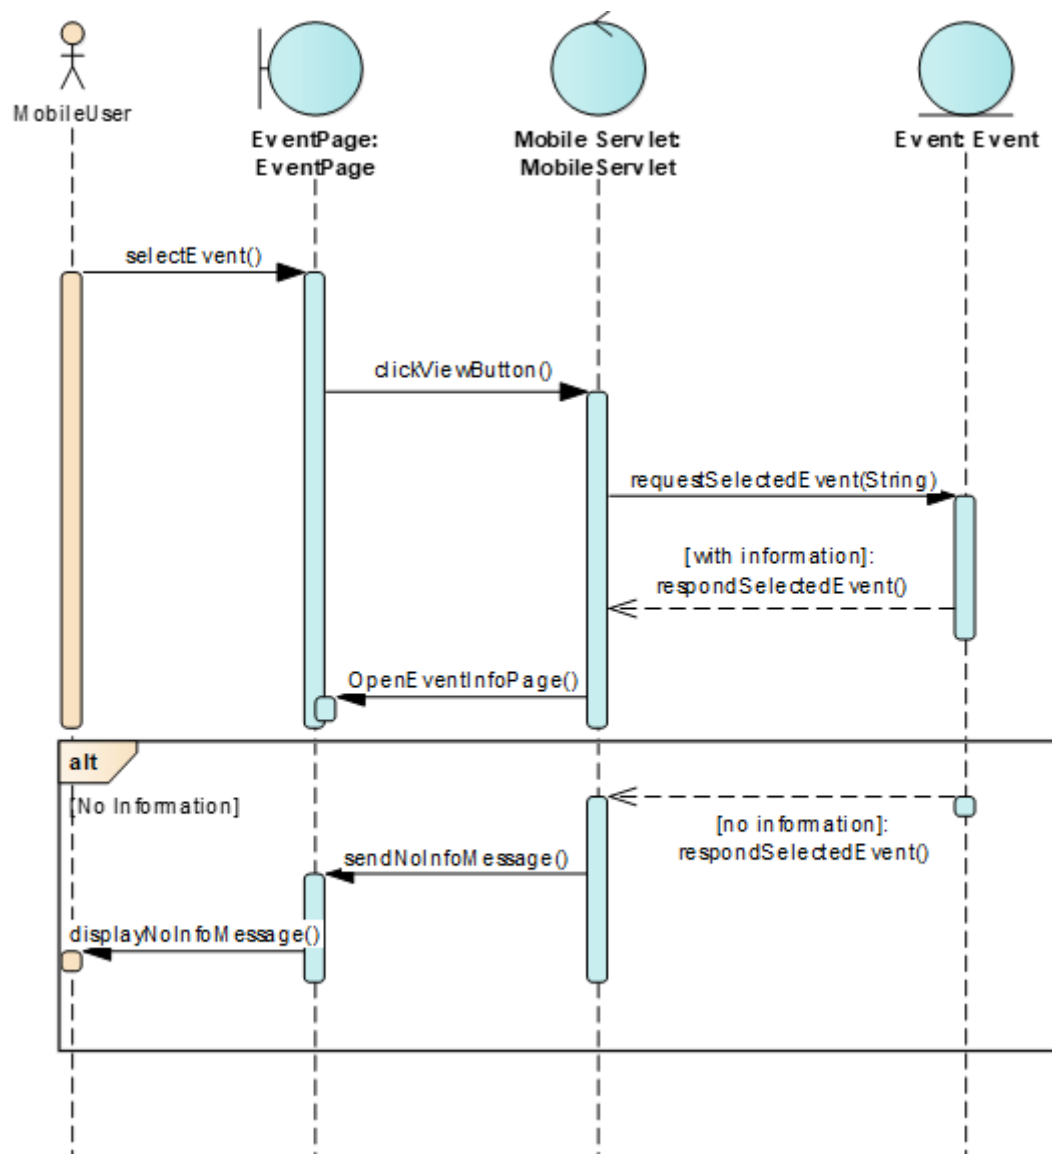 MobileUser
EventPage:
EventPage
Mobile Servlet:
MobileServlet
Event: Event
selectEvent()
clickViewButton()
requestSelectedEvent(String)
[with information]:
respondSelectedEvent()
OpenEventInfoPage()
alt
[No Information]
[no information]:
respondSelectedEvent()
sendNoInfoMessage()
displayNoInfoMessage()